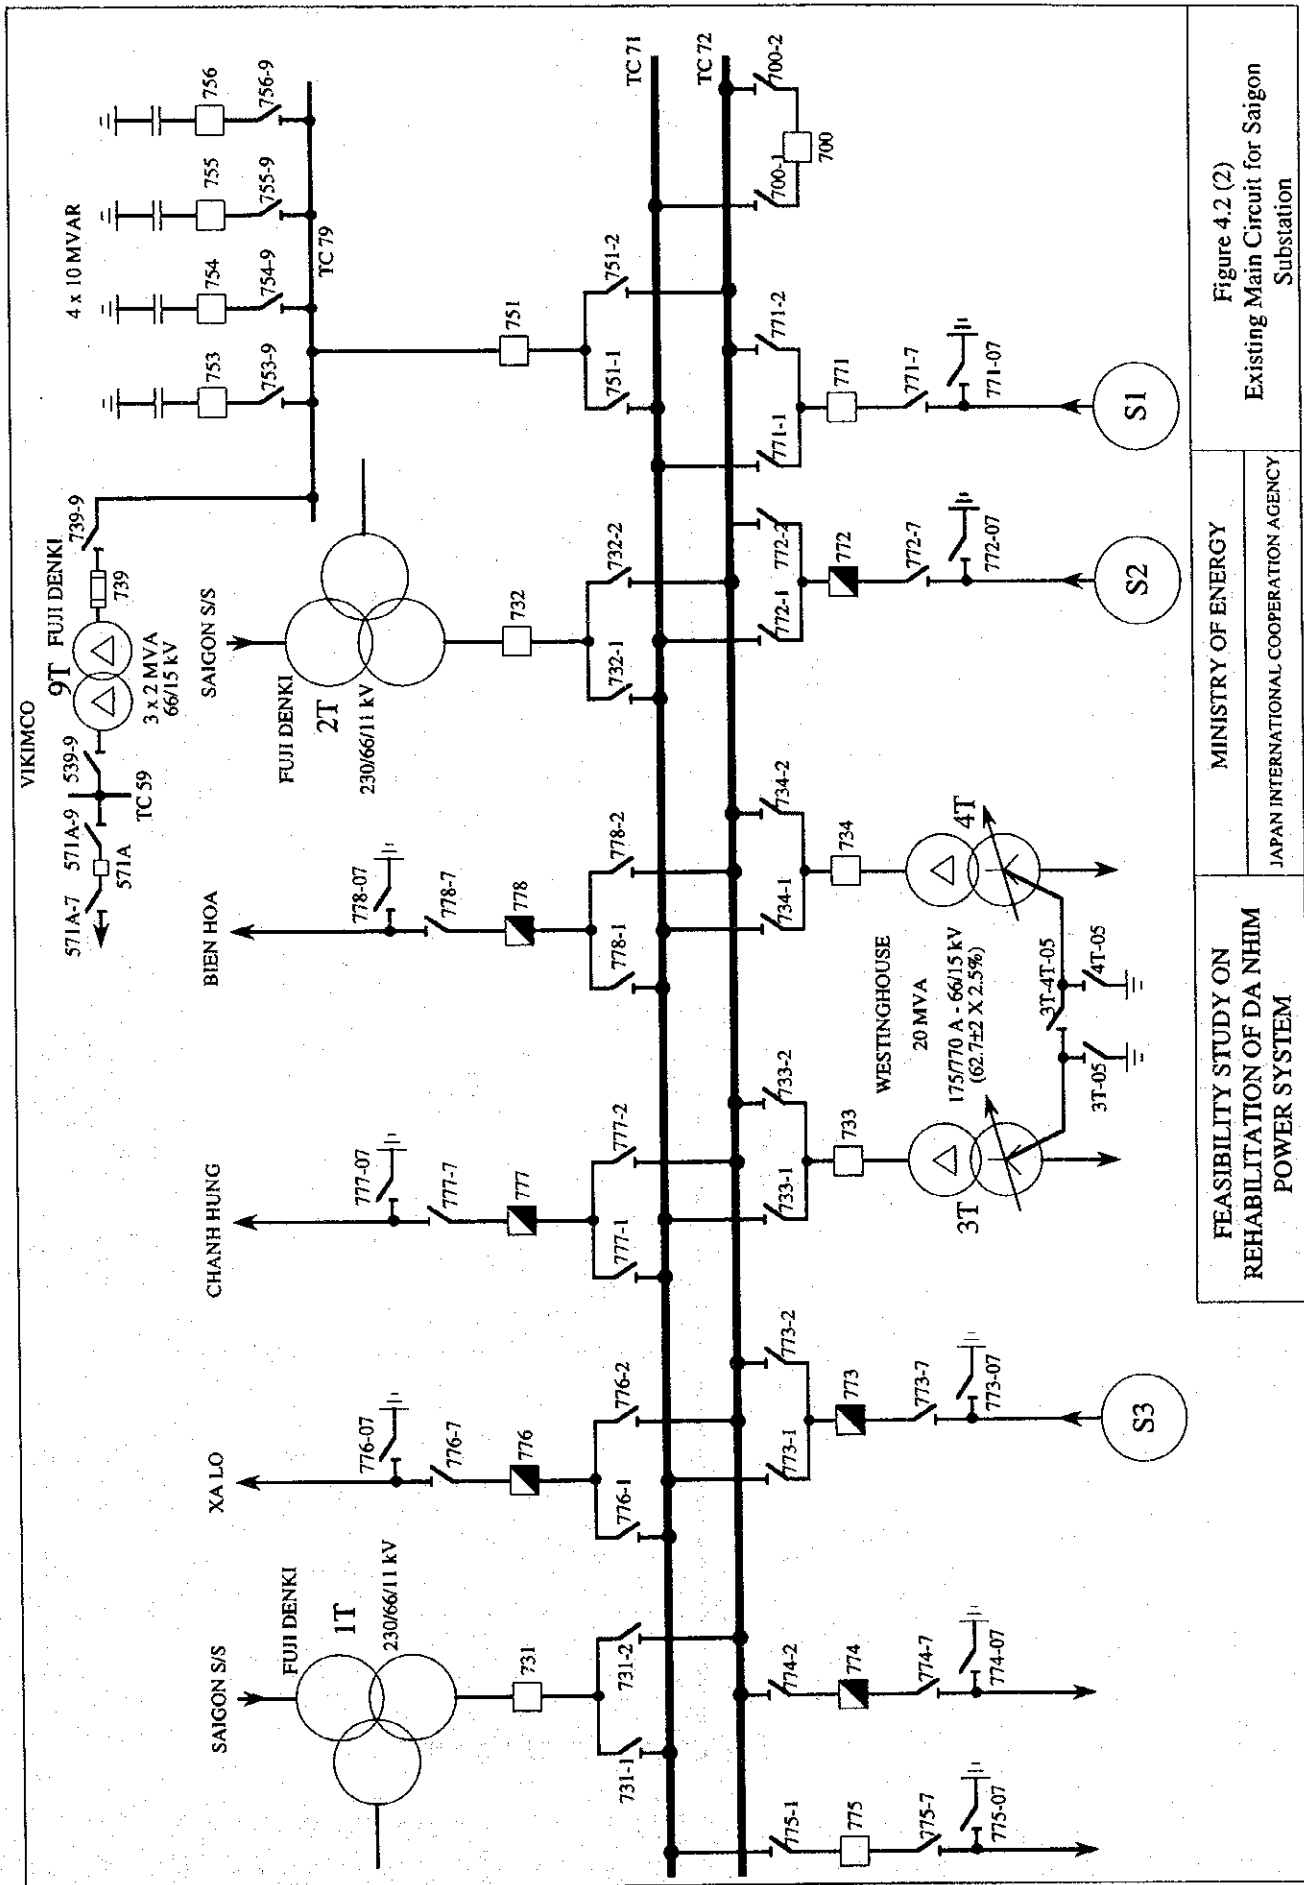 VIKIMCO
571A-7
571A-9
571A
TC 59
539-9
9T
FUJI DENKI
3 x 2 MVA
66/15 kV
739
739-9
4 x 10 MVAR
753
753-9
754
754-9
755
755-9
756
756-9
TC 79
SAIGON S/S
FUJI DENKI
1T
230/66/11 kV
731
731-1
731-2
XA LO
776-07
776-7
776
776-1
776-2
CHANH HUNG
777-07
777-7
777
777-1
777-2
BIEN HOA
778-07
778-7
778
778-1
778-2
SAIGON S/S
FUJI DENKI
2T
230/66/11 kV
732
732-1
732-2
751
751-1
751-2
TC 71
TC 72
775-1
775
775-7
775-07
774-2
774
774-7
774-07
773-1
773-2
773
773-7
773-07
S3
733-1
733-2
733
3T
WESTINGHOUSE
20 MVA
175/770 A - 66/15 kV
(62.7±2 X 2.5%)
3T-05
3T-4T-05
4T-05
734-1
734-2
734
4T
772-1
772-2
772
772-7
772-07
S2
771-1
771-2
771
771-7
771-07
S1
700-1
700-2
700
FEASIBILITY STUDY ON
REHABILITATION OF DA NHIM
POWER SYSTEM
MINISTRY OF ENERGY
JAPAN INTERNATIONAL COOPERATION AGENCY
Figure 4.2 (2)
Existing Main Circuit for Saigon
Substation